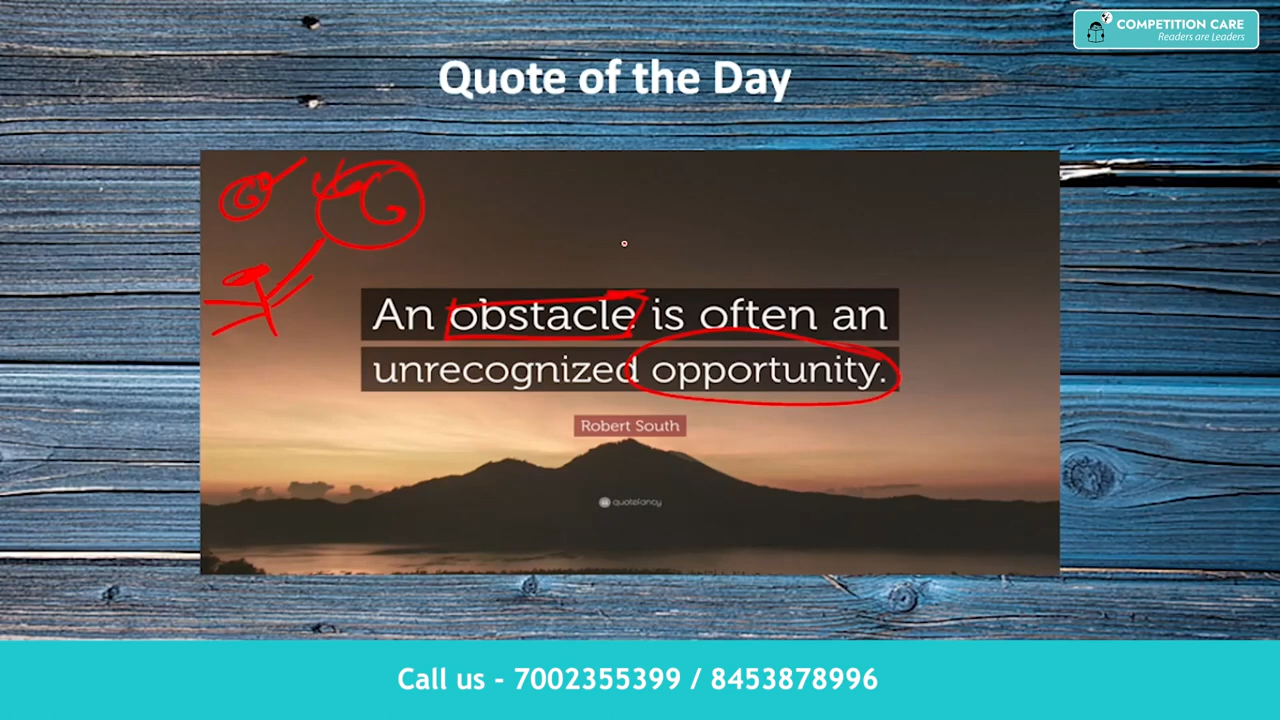 COMPETITION CARE
Readers are Leaders
Quote of the Day
An obstacle is often an
unrecognized opportunity.
Robert South
quotefancy
Call us - 7002355399 / 8453878996